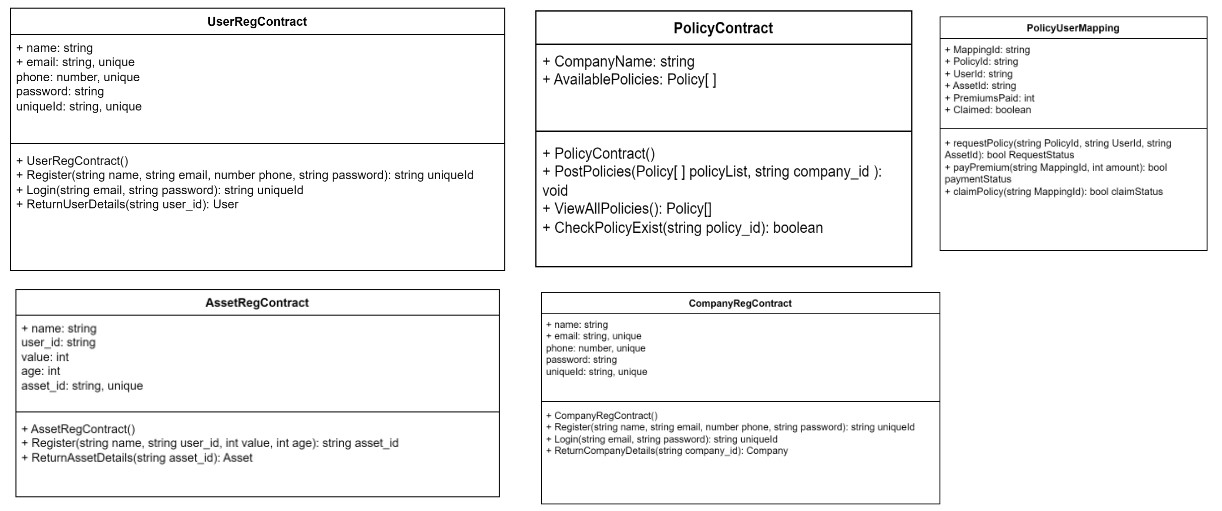 UserRegContract
+ name: string
+ email: string, unique
phone: number, unique
password: string
uniqueId: string, unique
+ UserRegContract()
+ Register(string name, string email, number phone, string password): string uniqueId
+ Login(string email, string password): string uniqueId
+ ReturnUserDetails(string user_id): User
PolicyContract
+ CompanyName: string
+ AvailablePolicies: Policy[ ]
+ PolicyContract()
+ PostPolicies(Policy[ ] policyList, string company_id ):
void
+ ViewAllPolicies(): Policy[]
+ CheckPolicyExist(string policy_id): boolean
PolicyUserMapping
+ MappingId: string
+ PolicyId: string
+ UserId: string
+ AssetId: string
+ PremiumsPaid: int
+ Claimed: boolean
+ requestPolicy(string PolicyId, string UserId, string
AssetId): bool RequestStatus
+ payPremium(string MappingId, int amount): bool
paymentStatus
+ claimPolicy(string MappingId): bool claimStatus
AssetRegContract
+ name: string
user_id: string
value: int
age: int
asset_id: string, unique
+ AssetRegContract()
+ Register(string name, string user_id, int value, int age): string asset_id
+ ReturnAssetDetails(string asset_id): Asset
CompanyRegContract
+ name: string
+ email: string, unique
phone: number, unique
password: string
uniqueId: string, unique
+ CompanyRegContract()
+ Register(string name, string email, number phone, string password): string uniqueId
+ Login(string email, string password): string uniqueId
+ ReturnCompanyDetails(string company_id): Company